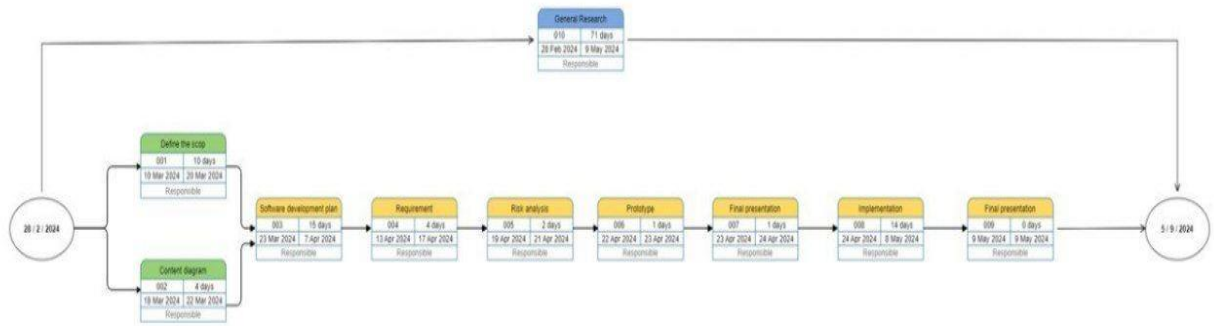 General Research
010 71 days
28 Feb 2024 9 May 2024
Responsible
Define the scop
001 10 days
20 Mar 2024
Responsible
20 / 2 / 2024
Software development plan
003 15 days
23 Mar 2024 7 Apr 2024
Responsible
Requirement
004 4 days
13 Apr 2024 17 Apr 2024
Responsible
Risk analysis
005 2 days
19 Apr 2024 21 Apr 2024
Responsible
Prototype
006 1 days
22 Apr 2024 23 Apr 2024
Responsible
Final presentation
007 1 days
23 Apr 2024 24 Apr 2024
Responsible
Implementation
008 14 days
24 Apr 2024 8 May 2024
Responsible
Final presentation
009 0 days
9 May 2024 9 May 2024
Responsible
5 / 9 / 2024
Content diagram
002 4 days
18 Mar 2024 22 Mar 2024
Responsible